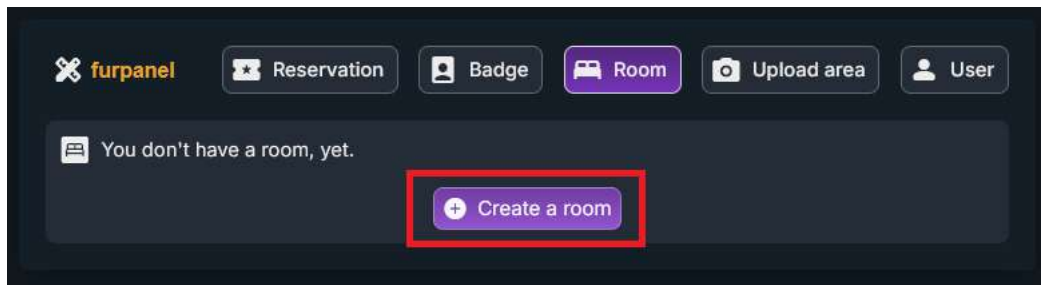 furpanel Reservation Badge Room Upload area User
You don't have a room, yet.
Create a room